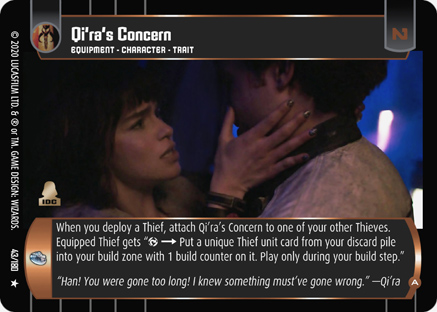 Qi'ra's Concern
EQUIPMENT - CHARACTER - TRAIT
N
© 2020 LUCASFILM LTD. & ® or TM. GAME DESIGN: WIZARDS.
43/180
IDC
When you deploy a Thief, attach Qi'ra's Concern to one of your other Thieves.
Equipped Thief gets “ → Put a unique Thief unit card from your discard pile
into your build zone with 1 build counter on it. Play only during your build step.”
“Han! You were gone too long! I knew something must've gone wrong.” —Qi'ra
A